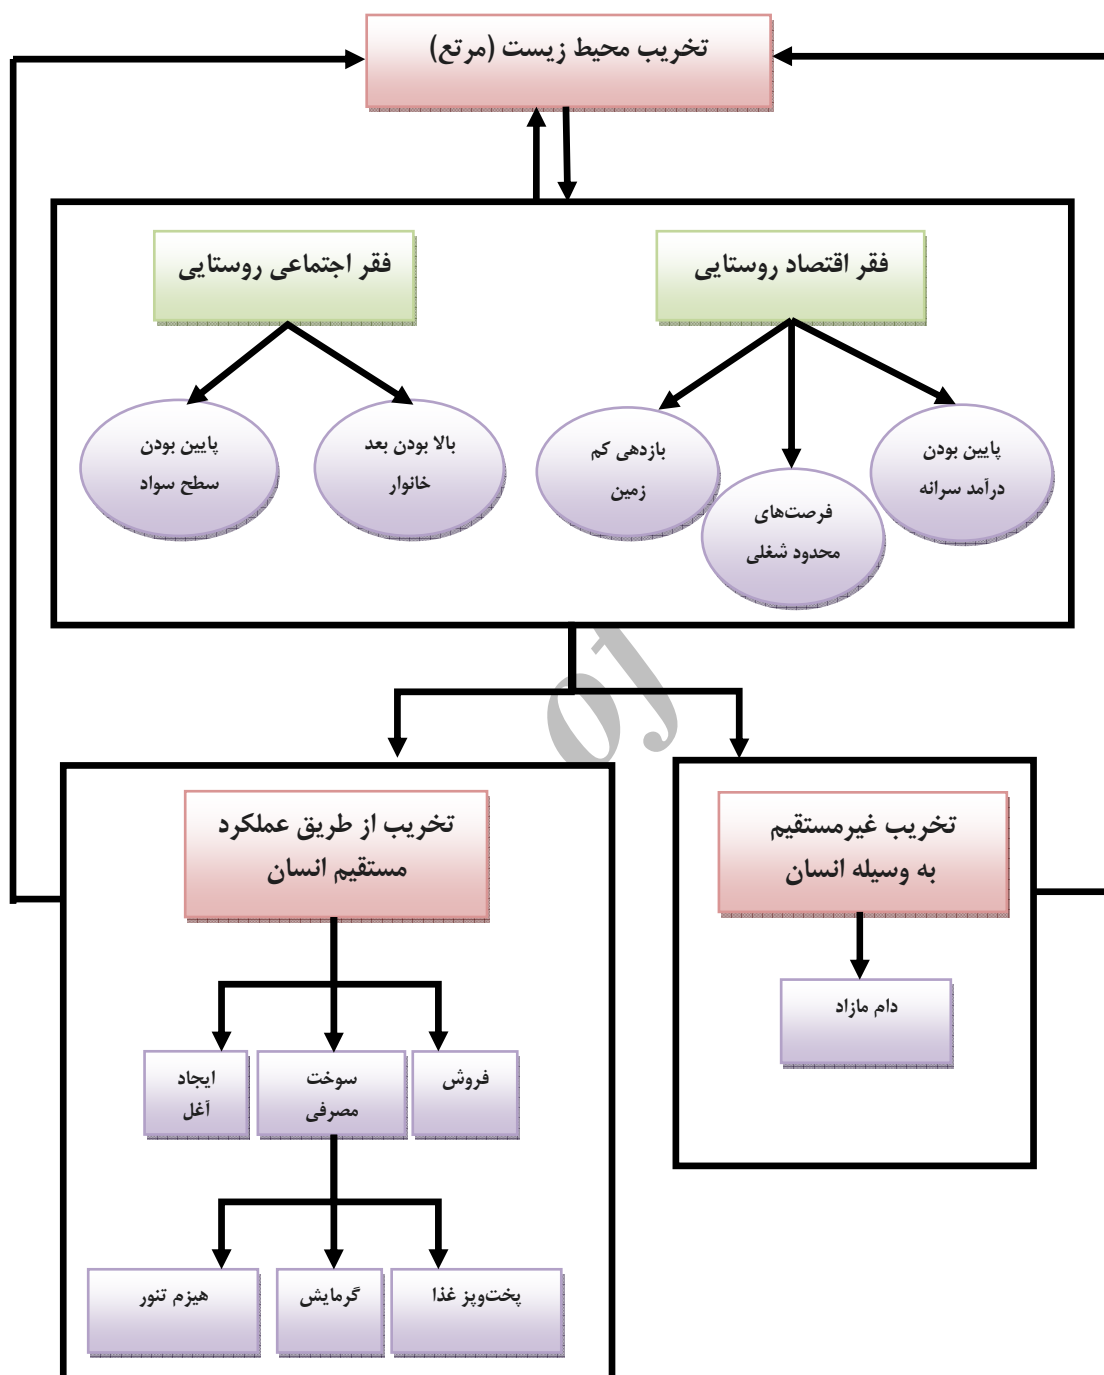 تخریب محیط زیست (مرتع)
فقر اقتصاد روستایی
فقر اجتماعی روستایی
پایین بودن
درآمد سرانه
فرصت‌های
محدود شغلی
بازدهی کم
زمین
بالا بودن بعد
خانوار
پایین بودن
سطح سواد
of
تخریب غیرمستقیم
به وسیله انسان
دام مازاد
تخریب از طریق عملکرد
مستقیم انسان
فروش
سوخت
مصرفی
ایجاد
آغل
پخت‌وپز غذا
گرمایش
هیزم تنور